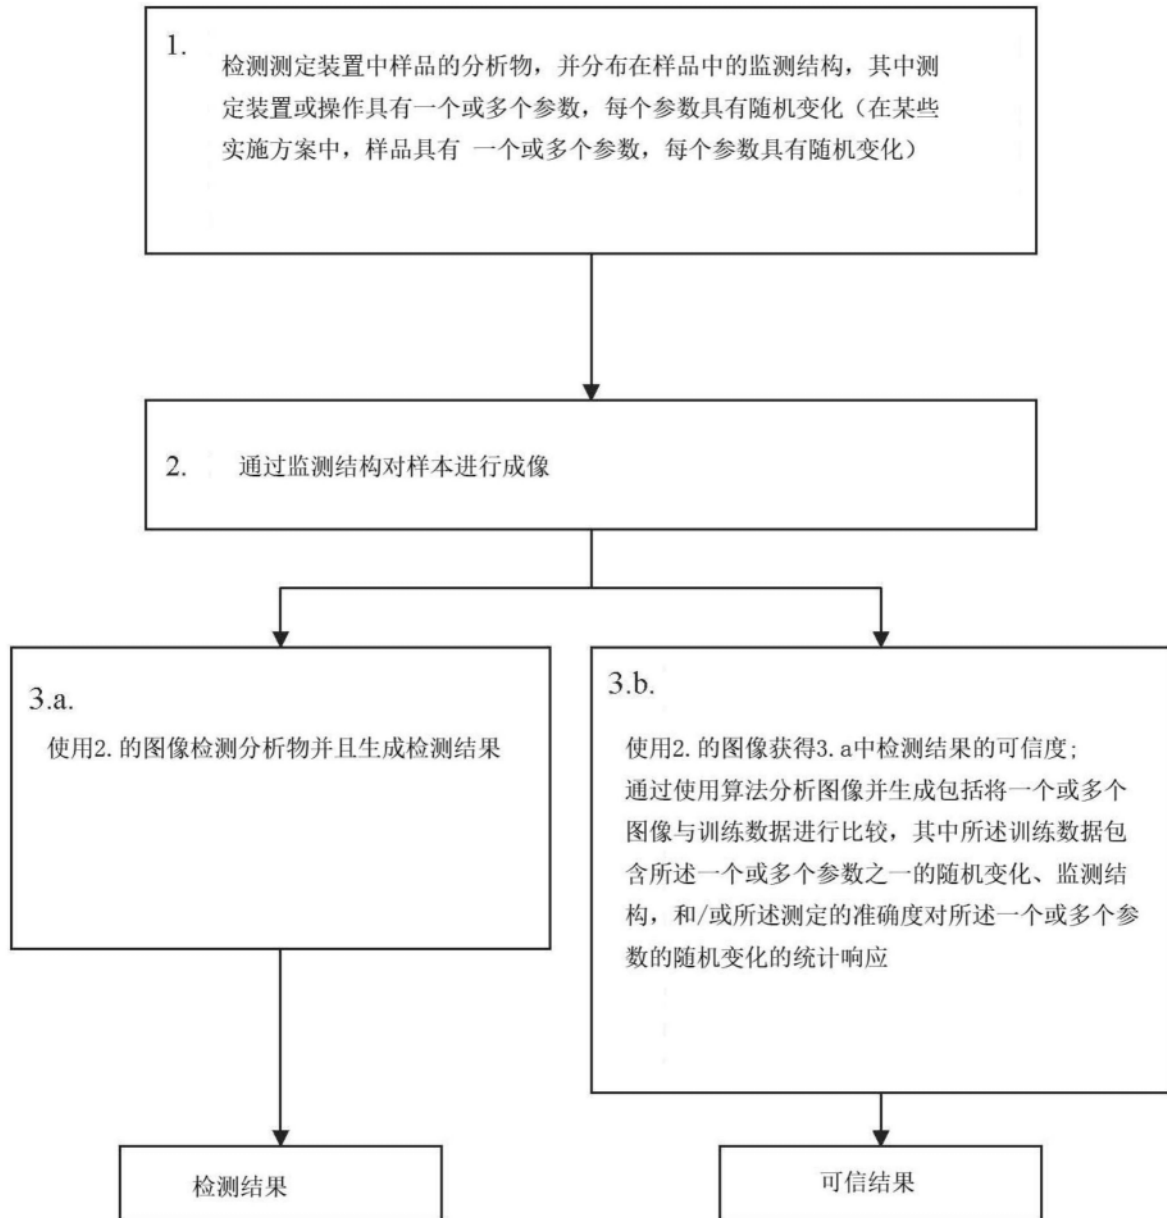 1.
检测测定装置中样品的分析物，并分布在样品中的监测结构，其中测
定装置或操作具有一个或多个参数，每个参数具有随机变化（在某些
实施方案中，样品具有 一个或多个参数，每个参数具有随机变化）
2. 通过监测结构对样本进行成像
3.a.
使用2.的图像检测分析物并且生成检测结果
3.b.
使用2.的图像获得3.a中检测结果的可信度;
通过使用算法分析图像并生成包括将一个或多个
图像与训练数据进行比较，其中所述训练数据包
含所述一个或多个参数之一的随机变化、监测结
构，和/或所述测定的准确度对所述一个或多个参
数的随机变化的统计响应
检测结果
可信结果